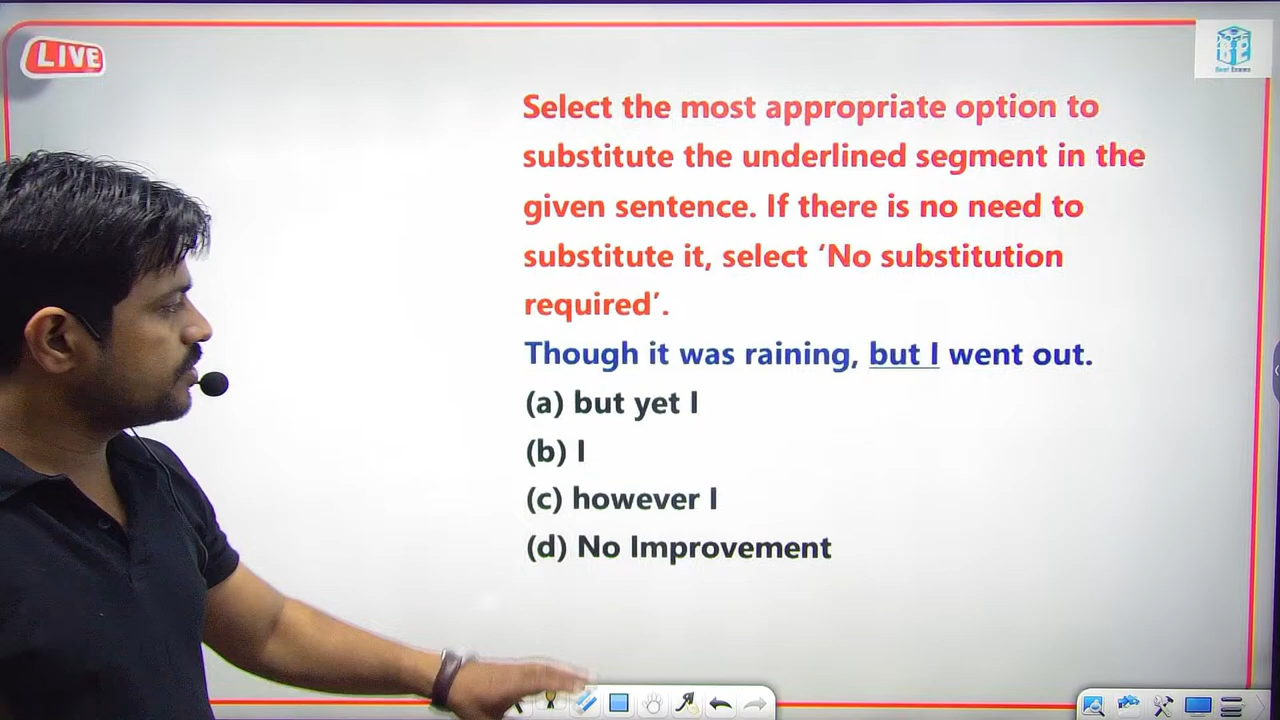 LIVE
Select the most appropriate option to
substitute the underlined segment in the
given sentence. If there is no need to
substitute it, select ‘No substitution
required’.
Though it was raining, but I went out.
(a) but yet I
(b) I
(c) however I
(d) No Improvement